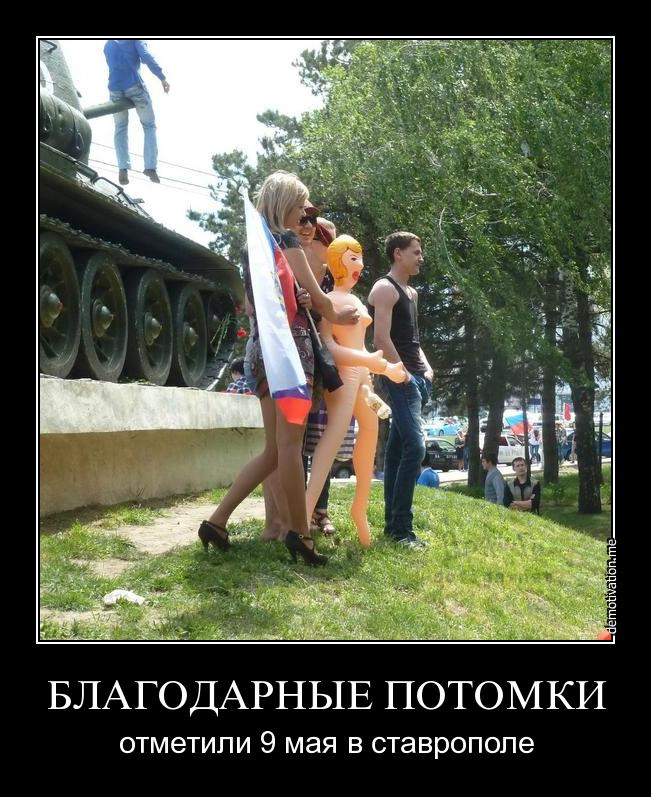 demotivation.me
БЛАГОДАРНЫЕ ПОТОМКИ
отметили 9 мая в ставрополе